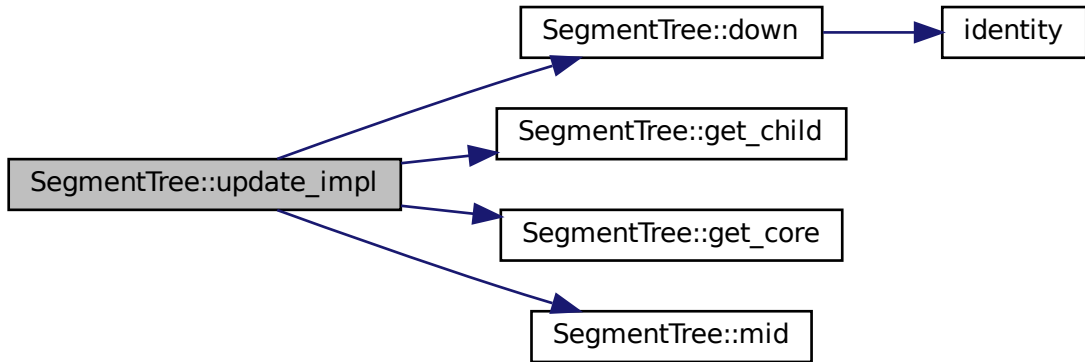 SegmentTree::down
identity
SegmentTree::get_child
SegmentTree::update_impl
SegmentTree::get_core
SegmentTree::mid